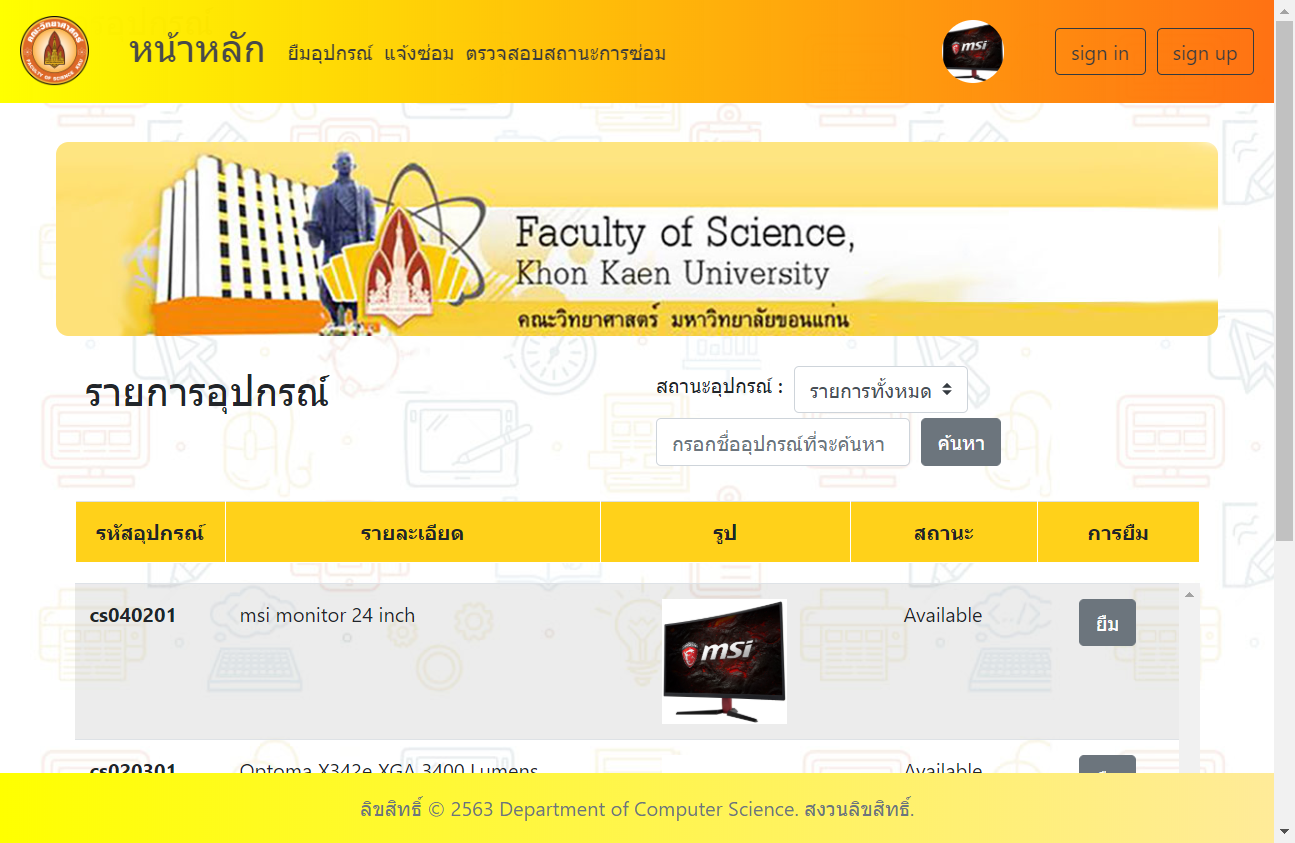 หน้าหลัก ยืมอุปกรณ์ แจ้งซ่อม ตรวจสอบสถานะการซ่อม msi sign in sign up
Faculty of Science,
Khon Kaen University
คณะวิทยาศาสตร์ มหาวิทยาลัยขอนแก่น
รายการอุปกรณ์
สถานะอุปกรณ์ : รายการทั้งหมด
กรอกชื่ออุปกรณ์ที่จะค้นหา ค้นหา
รหัสอุปกรณ์ รายละเอียด รูป สถานะ การยืม
cs040201 msi monitor 24 inch Available ยืม
msi
cs020301 Optoma X342e XGA 3400 Lumens Available
ลิขสิทธิ์ © 2563 Department of Computer Science. สงวนลิขสิทธิ์.